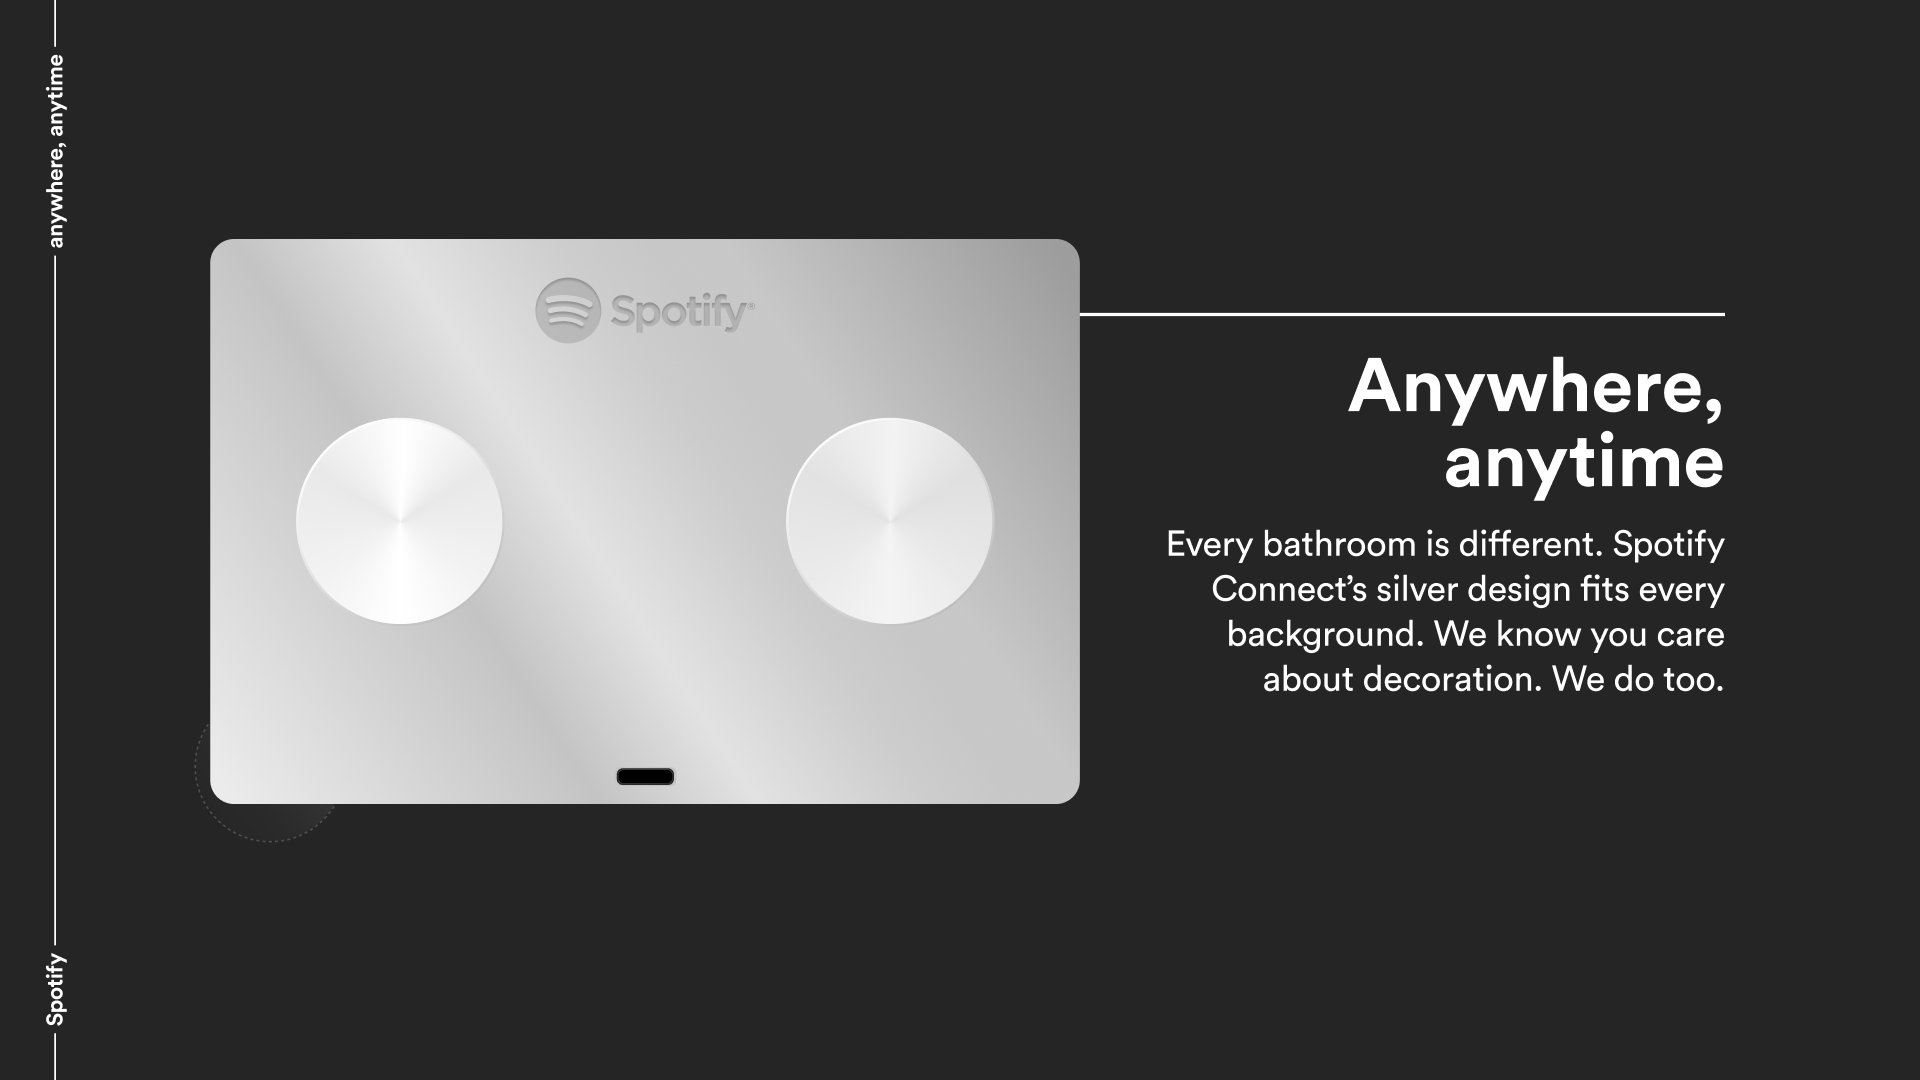 anywhere, anytime
Spotify
Spotify®
Anywhere,
anytime
Every bathroom is different. Spotify
Connect’s silver design fits every
background. We know you care
about decoration. We do too.